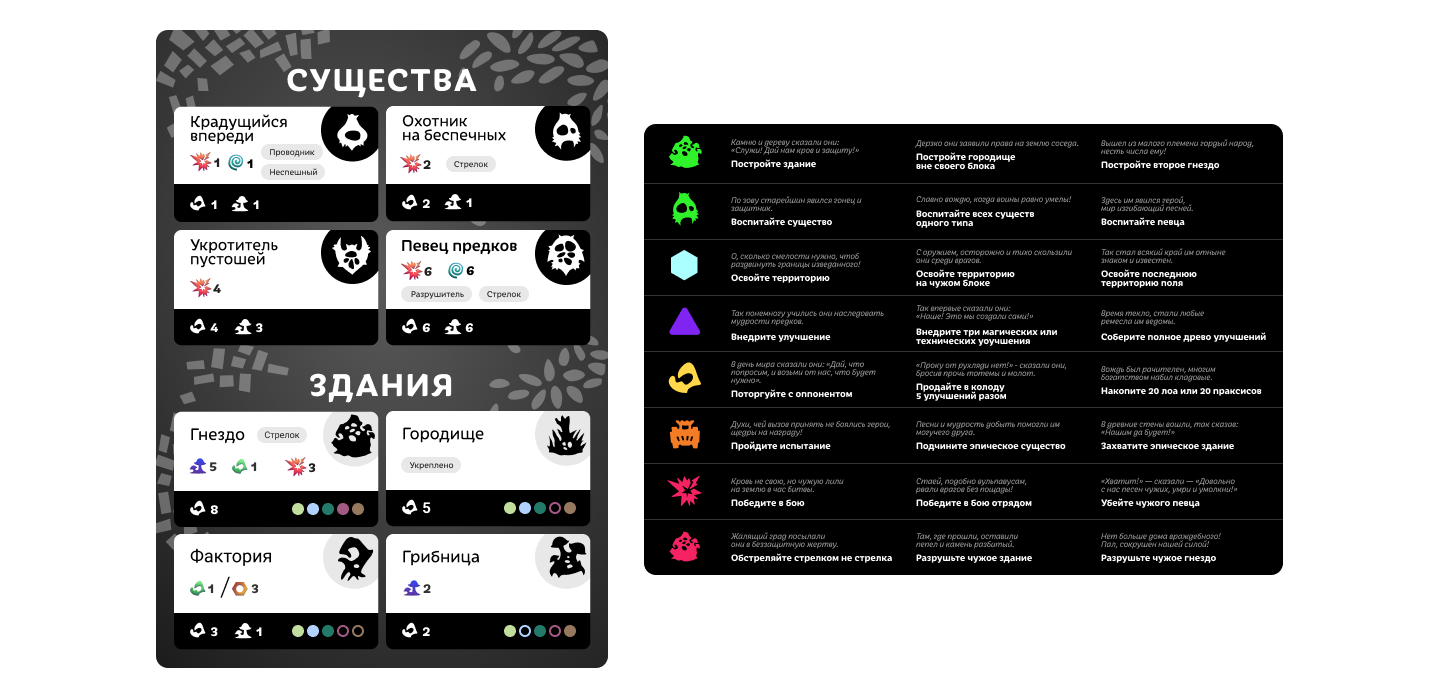 СУЩЕСТВА
Крадущийся
впереди
1 1
Проводник
Неспешный
1 1
Охотник
на беспечных
2 Стрелок
2 1
Укротитель
пустошей
4
4 3
Певец предков
6 6
Разрушитель Стрелок
6 6
ЗДАНИЯ
Гнездо Стрелок
5 1 3
8
Городище
Укреплено
5
Фактория
1 / 3
3 1
Грибница
2
2
Камню и дереву сказали они:
«Служи! Дай нам кров и защиту!»
Постройте здание
Дерзко они заявили права на землю соседа.
Постройте городище
вне своего блока
Вышел из малого племени гордый народ,
несть числа ему!
Постройте второе гнездо
По зову старейшин явился гонец и
защитник.
Воспитайте существо
Славно вождю, когда воины равно умелы!
Воспитайте всех существ
одного типа
Здесь им явился герой,
мир изгибающий песней.
Воспитайте певца
О, сколько смелости нужно, чтоб
раздвинуть границы изведанного!
Освойте территорию
С оружием, осторожно и тихо скользили
они среди врагов.
Освойте территорию
на чужом блоке
Так стал всякий край им отныне
знаком и известен.
Освойте последнюю
территорию поля
Так понемногу учились они наследовать
мудрости предков.
Внедрите улучшение
Так впервые сказали они:
«Наше! Это мы создали сами!»
Внедрите три магических или
технических уоучшения
Время текло, стали любые
ремесла им ведомы.
Соберите полное древо улучшений
В день мира сказали они: «Дай, что
попросим, и возьми от нас, что будет
нужно».
Поторгуйте с оппонентом
«Проку от рухляди нет!» - сказали они,
бросив прочь тотемы и молот.
Продайте в колоду
5 улучшений разом
Вождь был рачителен, многим
богатством набил кладовые.
Накопите 20 лоа или 20 праксисов
Духи, чей вызов принять не боялись герои,
щедры на награду!
Пройдите испытание
Песни и мудрость добыть помогли им
могучего друга.
Подчините эпическое существо
В древние стены вошли, так сказав:
«Нашим да будет!»
Захватите эпическое здание
Кровь не свою, но чужую лили
на землю в час битвы.
Победите в бою
Стаей, подобно вульпавусам,
рвали врагов без пощады!
Победите в бою отрядом
«Хватит!» — сказали — «Довольно
с нас песен чужих, умри и умолкни!»
Убейте чужого певца
Жалящий град посылали
они в беззащитную жертву.
Обстреляйте стрелком не стрелка
Там, где прошли, оставили
пепел и камень разбитый.
Разрушьте чужое здание
Нет больше дома враждебного!
Пал, сокрушен нашей силой!
Разрушьте чужое гнездо